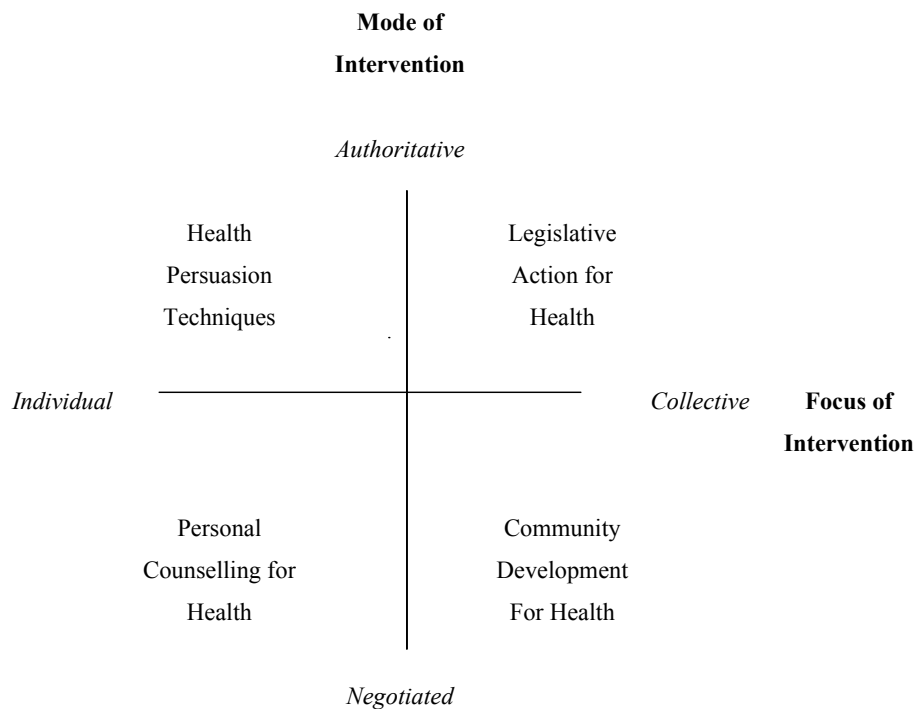 Mode of
Intervention
Authoritative
Health
Persuasion
Techniques
Legislative
Action for
Health
Individual
Collective
Focus of
Intervention
Personal
Counselling for
Health
Community
Development
For Health
Negotiated